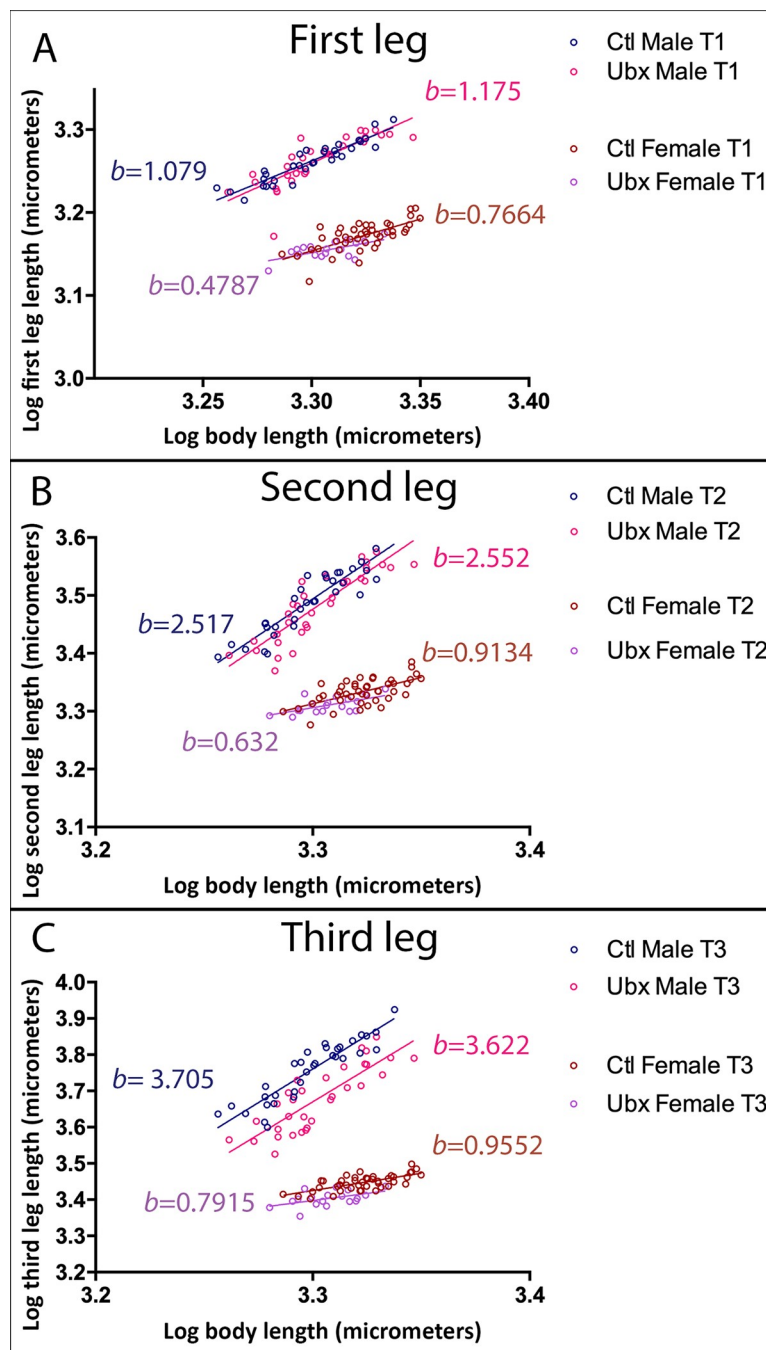 A
First leg
Ctl Male T1
Ubx Male T1
Ctl Female T1
Ubx Female T1
b=1.175
b=1.079
b=0.7664
b=0.4787
3.3
3.2
3.1
3.0
3.25
3.30
3.35
3.40
Log first leg length (micrometers)
Log body length (micrometers)
B
Second leg
Ctl Male T2
Ubx Male T2
Ctl Female T2
Ubx Female T2
b=2.552
b=2.517
b=0.9134
b=0.632
3.6
3.5
3.4
3.3
3.2
3.1
3.2
3.3
3.4
Log second leg length (micrometers)
Log body length (micrometers)
C
Third leg
Ctl Male T3
Ubx Male T3
Ctl Female T3
Ubx Female T3
b=3.622
b= 3.705
b=0.9552
b=0.7915
4.0
3.9
3.8
3.7
3.6
3.5
3.4
3.3
3.2
3.2
3.3
3.4
Log third leg length (micrometers)
Log body length (micrometers)